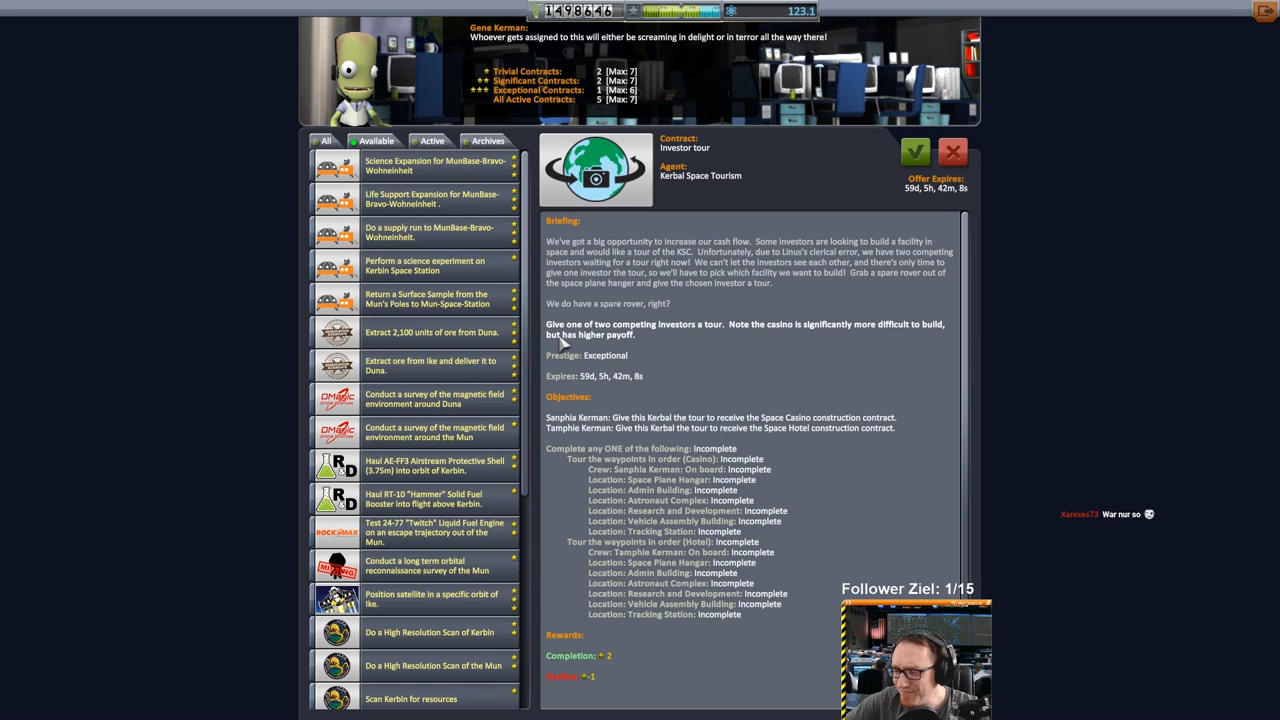 1498646
123.1
Gene Kerman:
Whoever gets assigned to this will either be screaming in delight or in terror all the way there!
Trivial Contracts: 2 [Max: 7]
Significant Contracts: 2 [Max: 7]
Exceptional Contracts: 1 [Max: 6]
All Active Contracts: 5 [Max: 7]
All Available Active Archives
Science Expansion for MunBase-Bravo-
Wohneinheit
Life Support Expansion for MunBase-
Bravo-Wohneinheit .
Do a supply run to MunBase-Bravo-
Wohneinheit.
Perform a science experiment on
Kerbin Space Station
Return a Surface Sample from the
Mun's Poles to Mun-Space-Station
Extract 2,100 units of ore from Duna.
Extract ore from Ike and deliver it to
Duna.
DMagic
Conduct a survey of the magnetic field
environment around Duna
DMagic
Conduct a survey of the magnetic field
environment around the Mun
R&D
Haul AE-FF3 Airstream Protective Shell
(3.75m) into orbit of Kerbin.
R&D
Haul RT-10 "Hammer" Solid Fuel
Booster into flight above Kerbin.
ROCKOMAX
Test 24-77 "Twitch" Liquid Fuel Engine
on an escape trajectory out of the
Mun.
MISSING
Conduct a long term orbital
reconnaissance survey of the Mun
Position satellite in a specific orbit of
Ike.
Do a High Resolution Scan of Kerbin
Do a High Resolution Scan of the Mun
Scan Kerbin for resources
Contract:
Investor tour
Agent:
Kerbal Space Tourism
Offer Expires:
59d, 5h, 42m, 8s
Briefing:
We've got a big opportunity to increase our cash flow. Some investors are looking to build a facility in
space and would like a tour of the KSC. Unfortunately, due to Linus's clerical error, we have two competing
investors waiting for a tour right now! We can't let the investors see each other, and there's only time to
give one investor the tour, so we'll have to pick which facility we want to build! Grab a spare rover out of
the space plane hanger and give the chosen investor a tour.
We do have a spare rover, right?
Give one of two competing investors a tour. Note the casino is significantly more difficult to build,
but has higher payoff.
Prestige: Exceptional
Expires: 59d, 5h, 42m, 8s
Objectives:
Sanphia Kerman: Give this Kerbal the tour to receive the Space Casino construction contract.
Tamphie Kerman: Give this Kerbal the tour to receive the Space Hotel construction contract.
Complete any ONE of the following: Incomplete
Tour the waypoints in order (Casino): Incomplete
Crew: Sanphia Kerman: On board: Incomplete
Location: Space Plane Hangar: Incomplete
Location: Admin Building: Incomplete
Location: Astronaut Complex: Incomplete
Location: Research and Development: Incomplete
Location: Vehicle Assembly Building: Incomplete
Location: Tracking Station: Incomplete
Tour the waypoints in order (Hotel): Incomplete
Crew: Tamphie Kerman: On board: Incomplete
Location: Space Plane Hangar: Incomplete
Location: Admin Building: Incomplete
Location: Astronaut Complex: Incomplete
Location: Research and Development: Incomplete
Location: Vehicle Assembly Building: Incomplete
Location: Tracking Station: Incomplete
Rewards:
Completion: 2
Decline: -1
Xarexes73 War nur so
Follower Ziel: 1/15